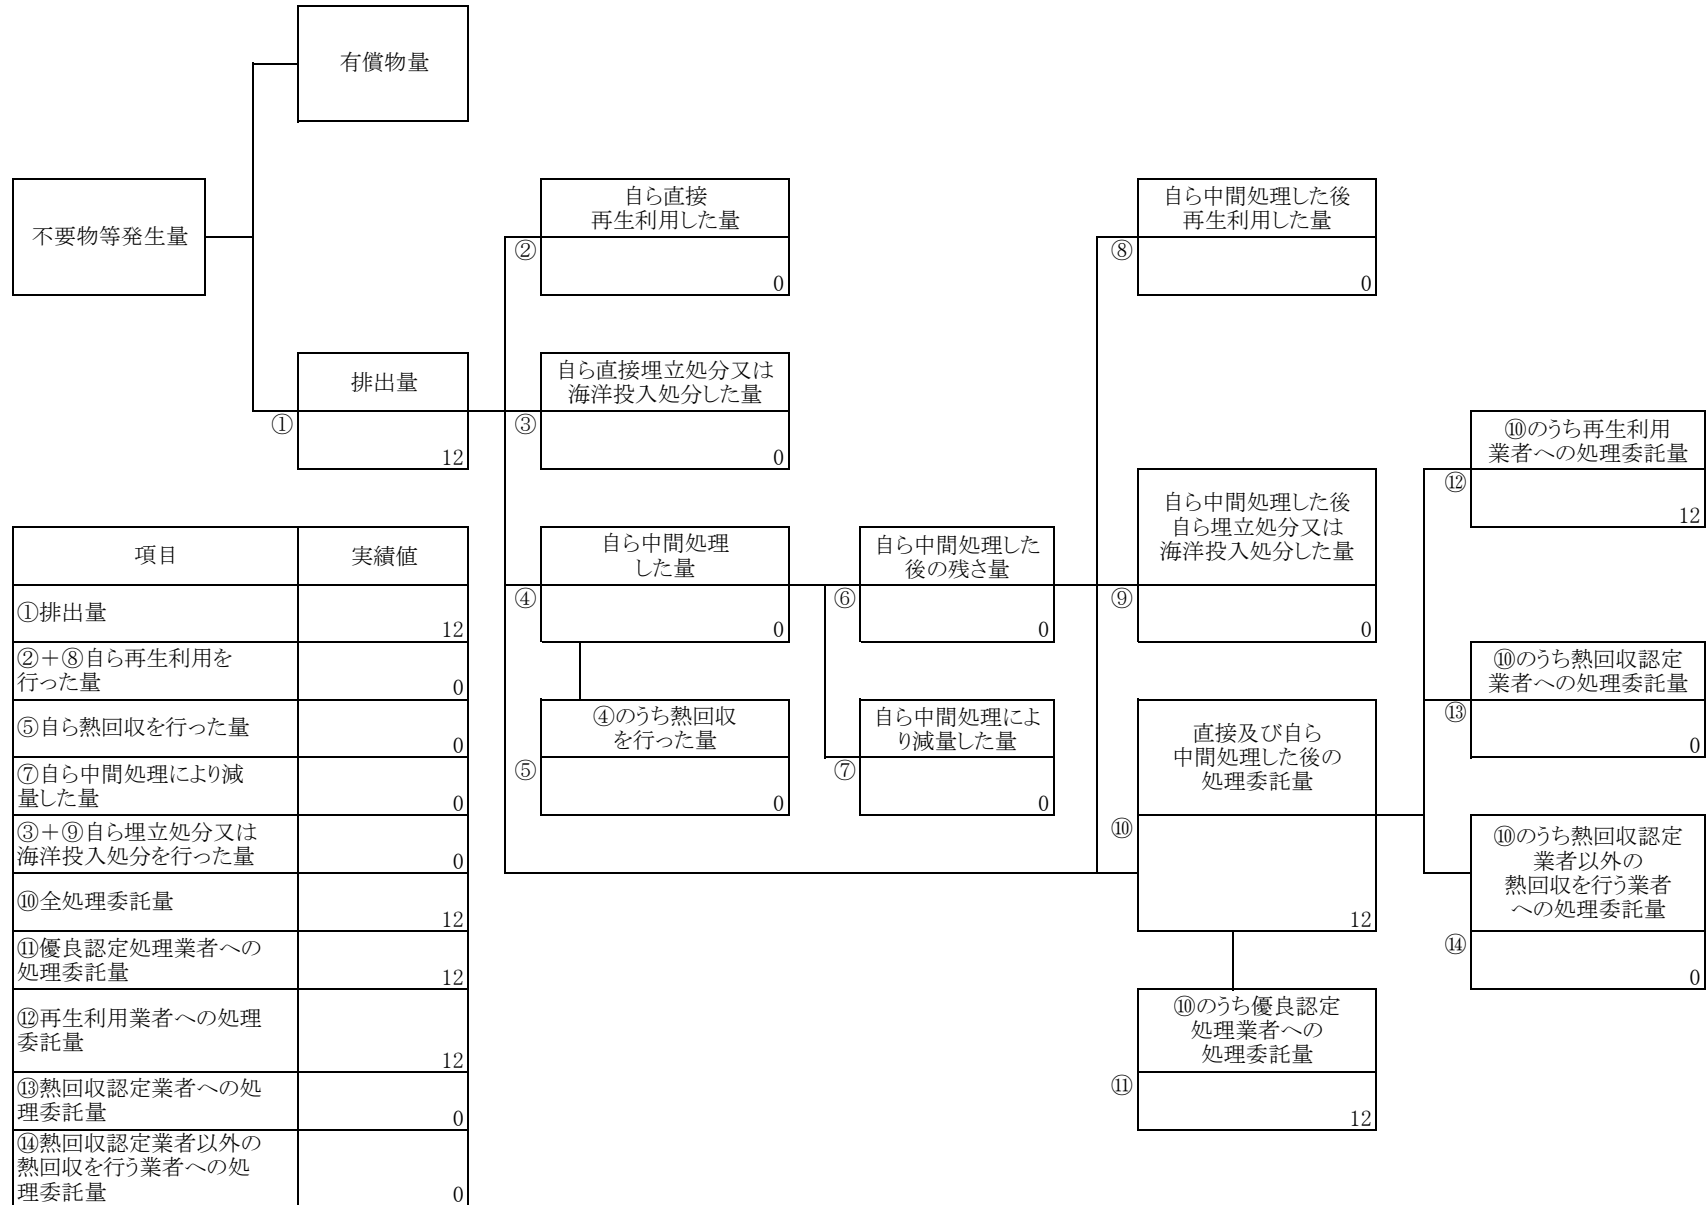 有償物量
不要物等発生量
自ら直接
再生利用した量
②
0
自ら中間処理した後
再生利用した量
⑧
0
排出量
①
12
自ら直接埋立処分又は
海洋投入処分した量
③
0
⑩のうち再生利用
業者への処理委託量
⑫
12
自ら中間処理
した量
④
0
自ら中間処理した
後の残さ量
⑥
0
自ら中間処理した後
自ら埋立処分又は
海洋投入処分した量
⑨
0
⑩のうち熱回収認定
業者への処理委託量
⑬
0
④のうち熱回収
を行った量
⑤
0
自ら中間処理によ
り減量した量
⑦
0
直接及び自ら
中間処理した後の
処理委託量
⑩
12
⑩のうち熱回収認定
業者以外の
熱回収を行う業者
への処理委託量
⑭
0
⑩のうち優良認定
処理業者への
処理委託量
⑪
12
項目 実績値
①排出量
12
②＋⑧自ら再生利用を
行った量 0
⑤自ら熱回収を行った量
0
⑦自ら中間処理により減
量した量 0
③＋⑨自ら埋立処分又は
海洋投入処分を行った量 0
⑩全処理委託量
12
⑪優良認定処理業者への
処理委託量 12
⑫再生利用業者への処理
委託量
12
⑬熱回収認定業者への処
理委託量 0
⑭熱回収認定業者以外の
熱回収を行う業者への処
理委託量 0